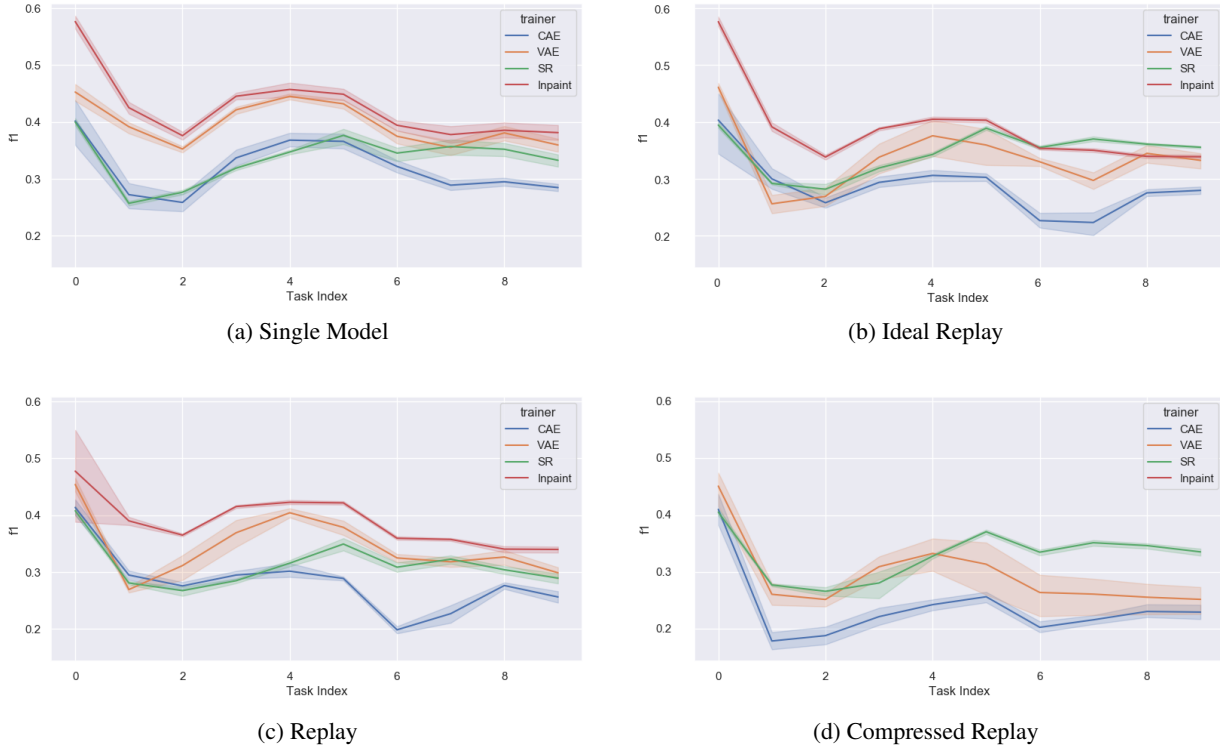 0.6
0.5
0.4
0.3
0.2
f1
0 2 4 6 8
Task Index
trainer
CAE
VAE
SR
Inpaint
(a) Single Model
0.6
0.5
0.4
0.3
0.2
f1
0 2 4 6 8
Task Index
trainer
CAE
VAE
SR
Inpaint
(b) Ideal Replay
0.6
0.5
0.4
0.3
0.2
f1
0 2 4 6 8
Task Index
trainer
CAE
VAE
SR
Inpaint
(c) Replay
0.6
0.5
0.4
0.3
0.2
f1
0 2 4 6 8
Task Index
trainer
CAE
VAE
SR
Inpaint
(d) Compressed Replay